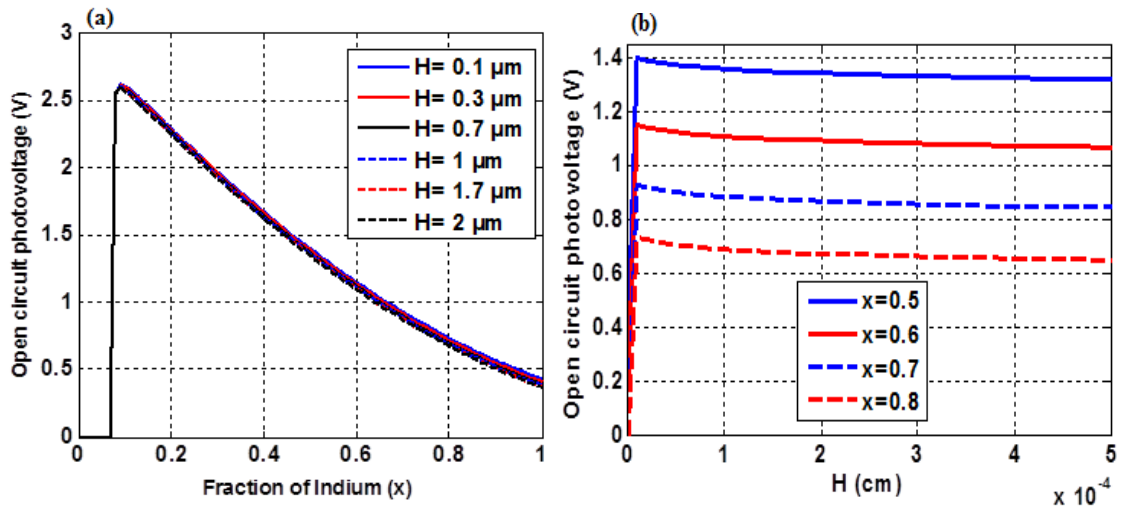 (a)
Open circuit photovoltage (V)
3
2.5
2
1.5
1
0.5
0
0
0.2
0.4
0.6
0.8
1
Fraction of Indium (x)
H= 0.1 µm
H= 0.3 µm
H= 0.7 µm
H= 1 µm
H= 1.7 µm
H= 2 µm
(b)
Open circuit photovoltage (V)
1.4
1.2
1
0.8
0.6
0.4
0.2
0
0
1
2
3
4
5
H (cm)
x 10⁻⁴
x=0.5
x=0.6
x=0.7
x=0.8